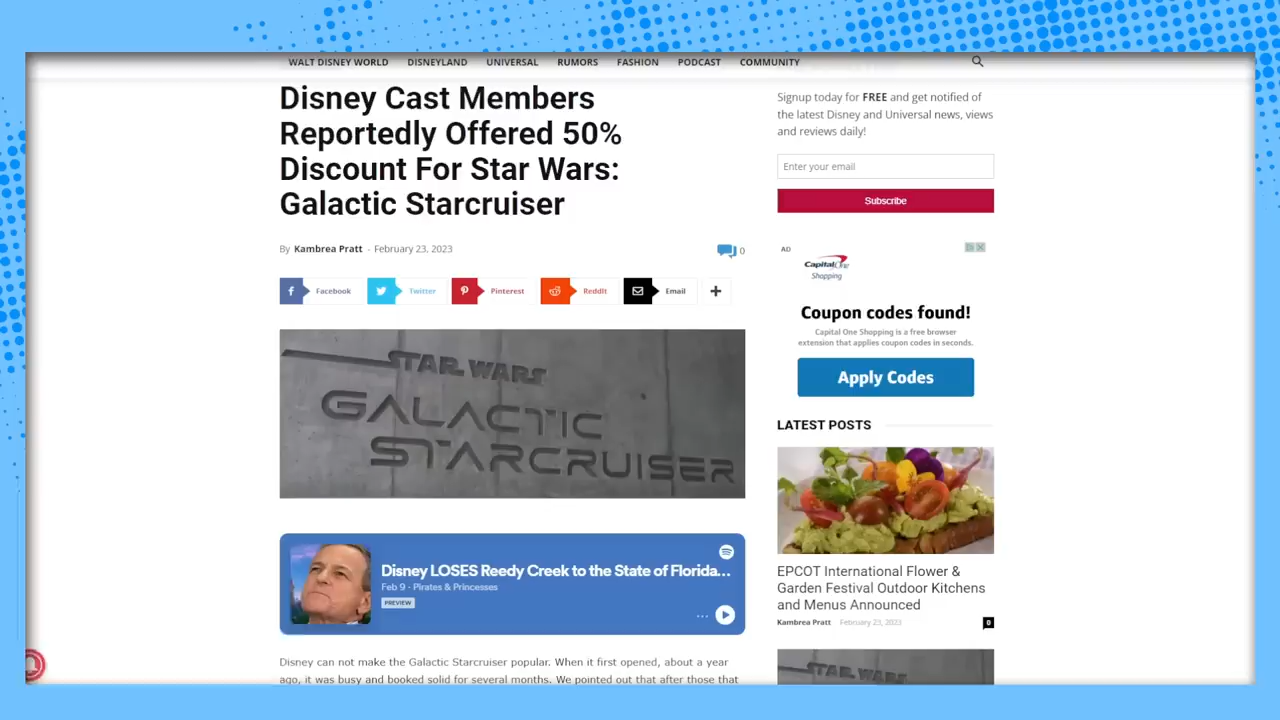 WALT DISNEY WORLD DISNEYLAND UNIVERSAL RUMORS FASHION PODCAST COMMUNITY
Disney Cast Members
Reportedly Offered 50%
Discount For Star Wars:
Galactic Starcruiser
By Kambrea Pratt - February 23, 2023
0
Facebook Twitter Pinterest ReddIt Email
STAR WARS
GALACTIC
STARCRUISER
Disney LOSES Reedy Creek to the State of Florida...
Feb 9 · Pirates & Princesses
PREVIEW
Disney can not make the Galactic Starcruiser popular. When it first opened, about a year
ago, it was busy and booked solid for several months. We pointed out that after those that
Signup today for FREE and get notified of
the latest Disney and Universal news, views
and reviews daily!
Enter your email
Subscribe
AD
Capital One
Shopping
Coupon codes found!
Capital One Shopping is a free browser
extension that applies coupon codes in seconds.
Apply Codes
LATEST POSTS
EPCOT International Flower &
Garden Festival Outdoor Kitchens
and Menus Announced
Kambrea Pratt - February 23, 2023
0
STAR WARS